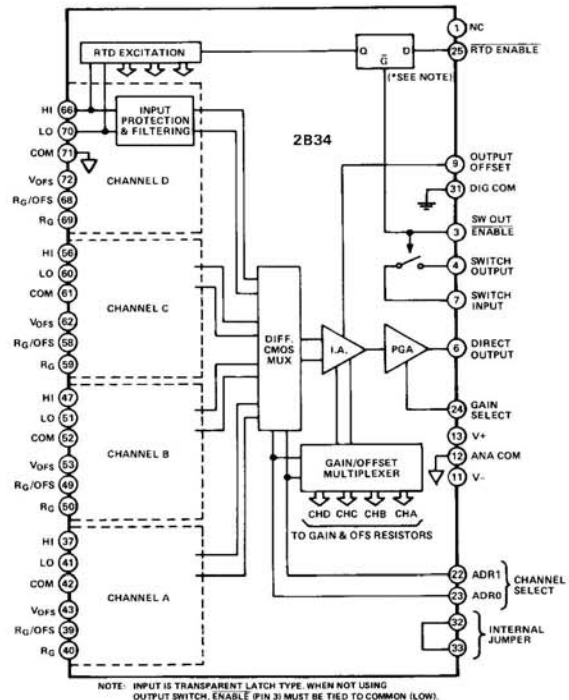 1 NC
RTD EXCITATION
Q D
G
25 RTD ENABLE
(*SEE NOTE)
HI 66
INPUT
PROTECTION
& FILTERING
LO 70
2B34
COM 71
9 OUTPUT
OFFSET
VOFS 72
CHANNEL D
31 DIG COM
RG/OFS 68
RG 69
3 SW OUT
ENABLE
HI 56
LO 60
4 SWITCH
OUTPUT
COM 61
CHANNEL C
7 SWITCH
INPUT
VOFS 62
RG/OFS 58
RG 59
DIFF.
CMOS
MUX
I.A.
PGA
6 DIRECT
OUTPUT
HI 47
LO 51
24 GAIN
SELECT
COM 52
CHANNEL B
13 V+
VOFS 53
GAIN/OFFSET
MULTIPLEXER
12 ANA COM
RG/OFS 49
11 V−
RG 50
CHD CHC CHB CHA
TO GAIN & OFS RESISTORS
HI 37
LO 41
22 ADR1
CHANNEL
SELECT
COM 42
CHANNEL A
23 ADR0
VOFS 43
32
INTERNAL
JUMPER
RG/OFS 39
33
RG 40
NOTE: INPUT IS TRANSPARENT LATCH TYPE. WHEN NOT USING
OUTPUT SWITCH, ENABLE (PIN 3) MUST BE TIED TO COMMON (LOW).